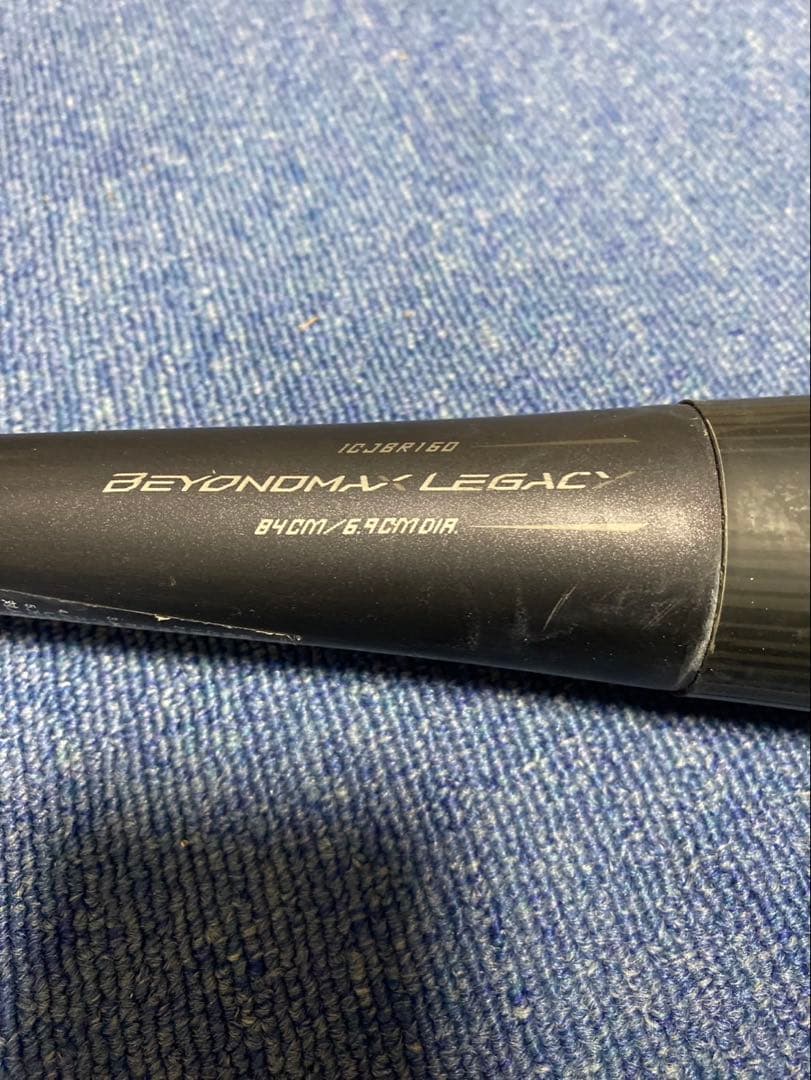 1CJBR160
BEYONDMAX LEGACY
84CM/6.9CM DIA.